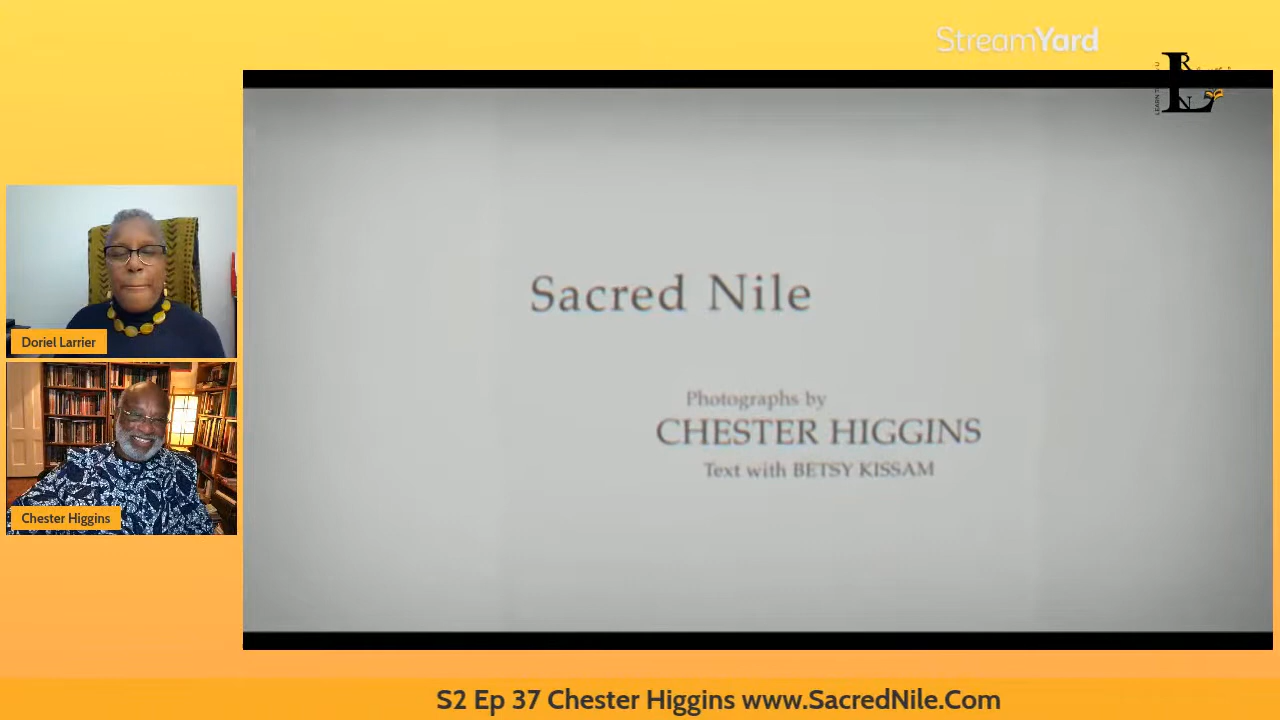 StreamYard
LEARN
R
L
N
Sacred Nile
Photographs by
CHESTER HIGGINS
Text with BETSY KISSAM
Doriel Larrier
Chester Higgins
S2 Ep 37 Chester Higgins www.SacredNile.Com